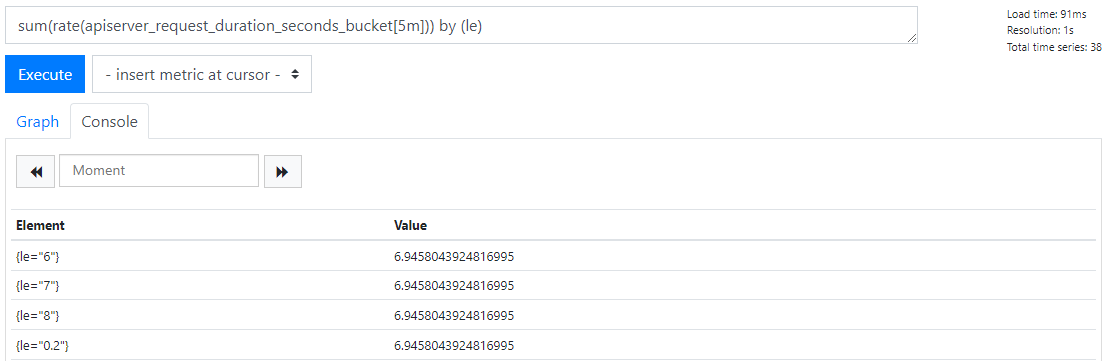 sum(rate(apiserver_request_duration_seconds_bucket[5m])) by (le)
Load time: 91ms
Resolution: 1s
Total time series: 38
Execute
- insert metric at cursor -
Graph
Console
Moment
Element Value
{le="6"} 6.9458043924816995
{le="7"} 6.9458043924816995
{le="8"} 6.9458043924816995
{le="0.2"} 6.9458043924816995